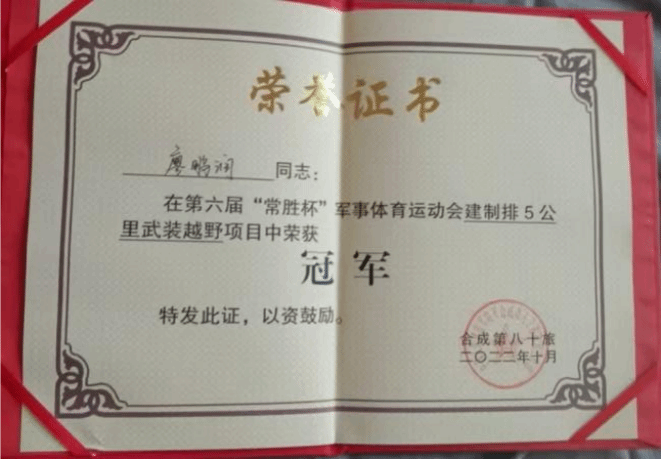 荣誉证书
廖鹏润 同志：
在第六届“常胜杯”军事体育运动会建制排5公
里武装越野项目中荣获
冠军
特发此证，以资鼓励。
合成第八十旅
二〇二二年十月